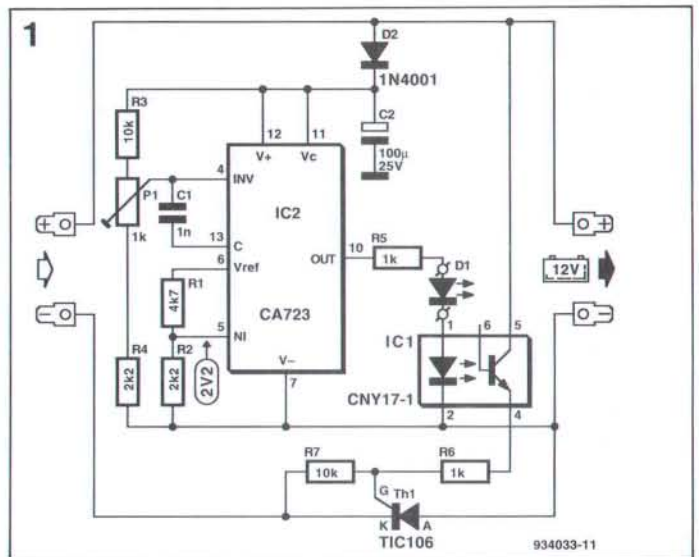 1
D2
1N4001
R3
10k
C2
100µ
25V
12
11
V+
Vc
4
INV
P1
1k
C1
1n
IC2
13
C
6
Vref
R1
4k7
OUT
10
R5
1k
D1
+
+
12V
CA723
5
NI
−
−
1
6
5
IC1
V−
7
R4
2k2
R2
2k2
2V2
CNY17-1
2
4
R7
10k
R6
1k
G
Th1
K
A
TIC106
934033-11